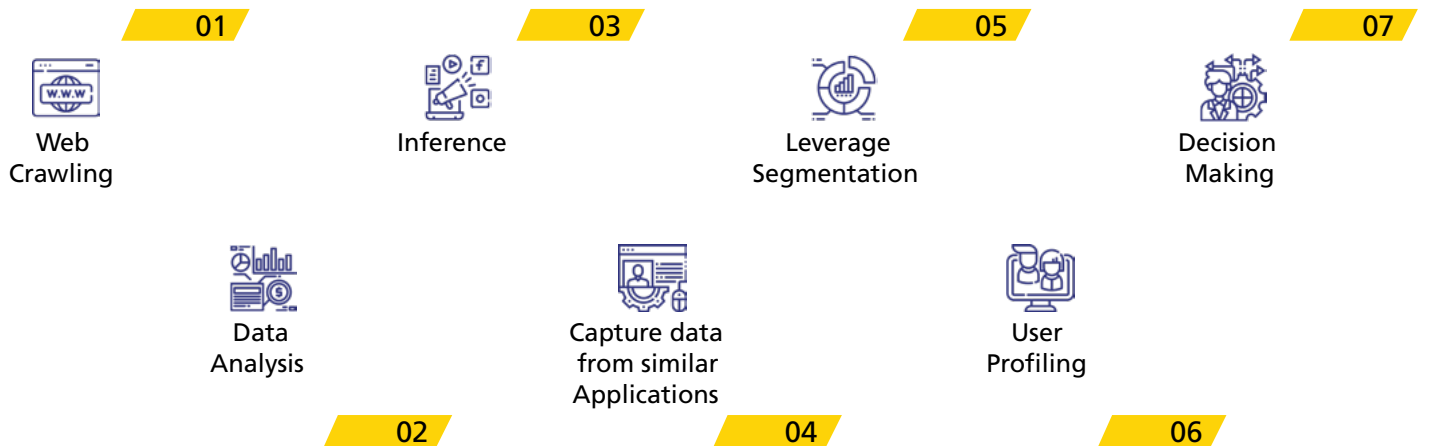 01
03
05
07
W.W.W
Web
Crawling
Inference
Leverage
Segmentation
Decision
Making
Data
Analysis
Capture data
from similar
Applications
User
Profiling
02
04
06